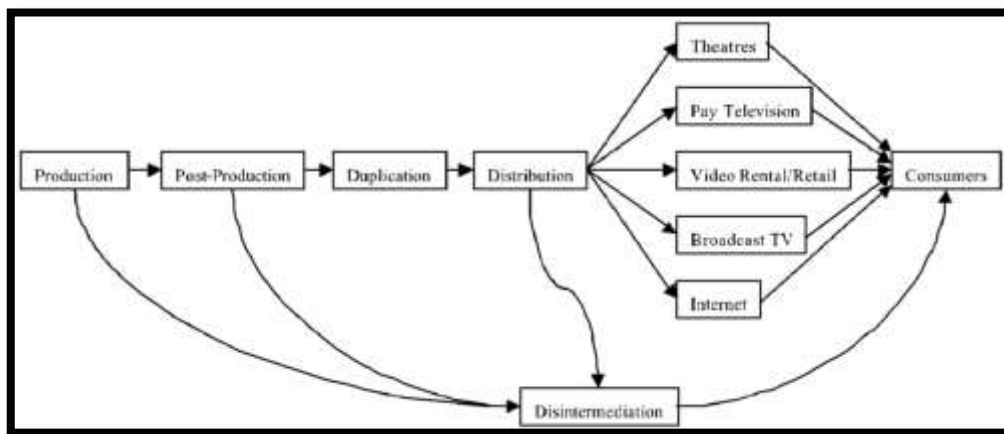 Theatres
Pay Television
Production
Post-Production
Duplication
Distribution
Video Rental/Retail
Consumers
Broadcast TV
Internet
Disintermediation